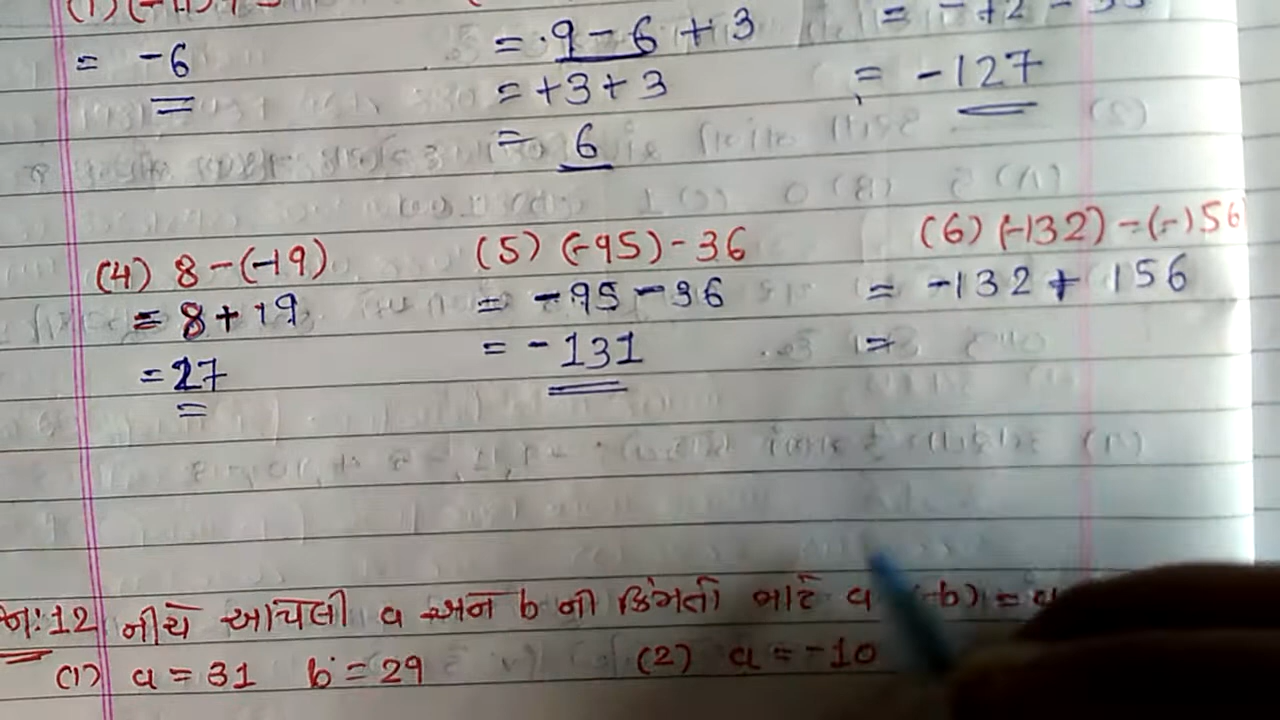 = -6
= 9 - 6 + 3
= +3 + 3
= 6
= -127
(4) 8 - (-19)
= 8 + 19
= 27
(5) (-95) - 36
= -95 - 36
= -131
(6) (-132) - (-)156
= -132 + 156
=
12 નીચે આપેલી a અને b ની કિંમતો માટે a (-b) = a
(1) a = 31 b = 29
(2) a = -10